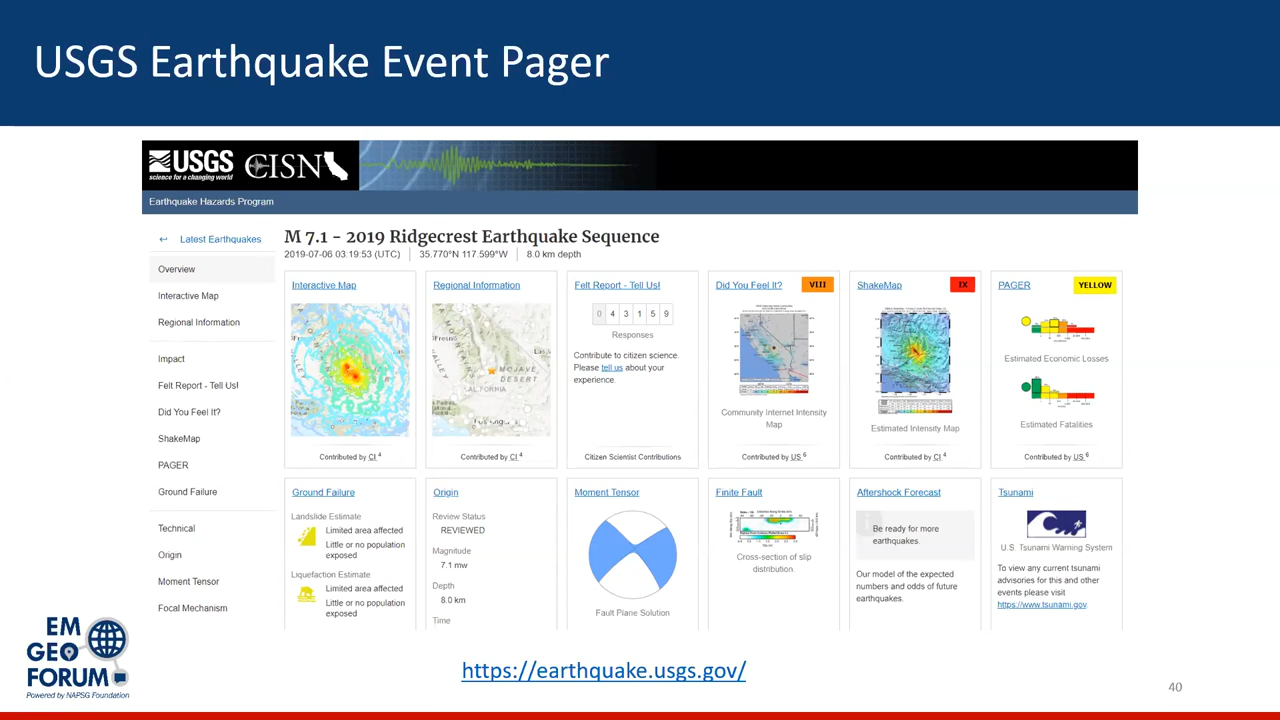 USGS Earthquake Event Pager
USGS
science for a changing world
CISN
Earthquake Hazards Program
↩ Latest Earthquakes
Overview
Interactive Map
Regional Information
Impact
Felt Report - Tell Us!
Did You Feel It?
ShakeMap
PAGER
Ground Failure
Technical
Origin
Moment Tensor
Focal Mechanism
M 7.1 - 2019 Ridgecrest Earthquake Sequence
2019-07-06 03:19:53 (UTC) | 35.770°N 117.599°W | 8.0 km depth
Interactive Map
Contributed by CI 4
Regional Information
MOJAVE
DESERT
Contributed by CI 4
Felt Report - Tell Us!
0 4 3 1 5 9
Responses
Contribute to citizen science.
Please tell us about your
experience.
Citizen Scientist Contributions
Did You Feel It?
VIII
Community Internet Intensity
Map
Contributed by US 6
ShakeMap
IX
Estimated Intensity Map
Contributed by CI 4
PAGER
YELLOW
Estimated Economic Losses
Estimated Fatalities
Contributed by US 6
Ground Failure
Landslide Estimate
Limited area affected
Little or no population
exposed
Liquefaction Estimate
Limited area affected
Little or no population
exposed
Origin
Review Status
REVIEWED
Magnitude
7.1 mw
Depth
8.0 km
Time
Moment Tensor
Fault Plane Solution
Finite Fault
Cross-section of slip
distribution.
Aftershock Forecast
Be ready for more
earthquakes.
Our model of the expected
numbers and odds of future
earthquakes.
Tsunami
U.S. Tsunami Warning System
To view any current tsunami
advisories for this and other
events please visit
https://www.tsunami.gov.
EM
GEO
FORUM
Powered by NAPSG Foundation
https://earthquake.usgs.gov/
40